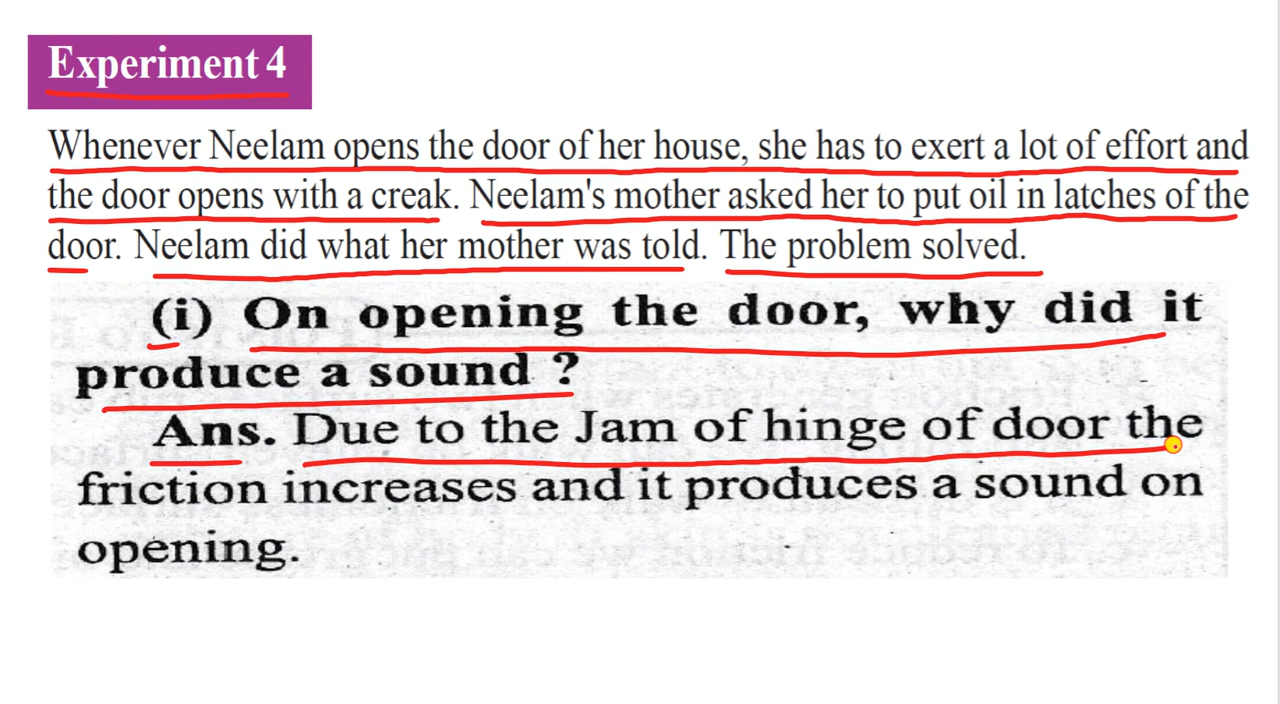 Experiment 4
Whenever Neelam opens the door of her house, she has to exert a lot of effort and
the door opens with a creak. Neelam's mother asked her to put oil in latches of the
door. Neelam did what her mother was told. The problem solved.
(i) On opening the door, why did it
produce a sound ?
Ans. Due to the Jam of hinge of door the
friction increases and it produces a sound on
opening.